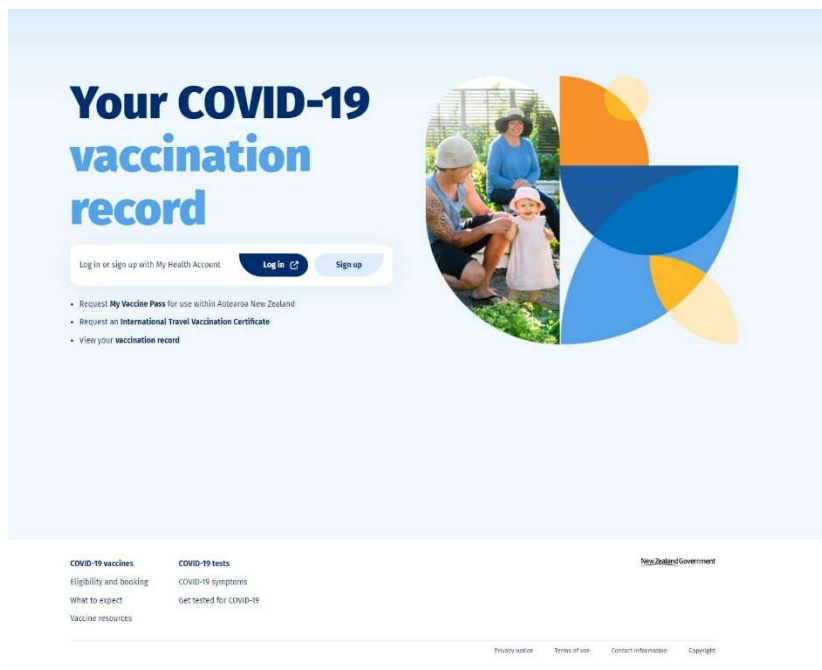 Your COVID-19
vaccination
record
Log in or sign up with My Health Account
Log in
Sign up
• Request My Vaccine Pass for use within Aotearoa New Zealand
• Request an International Travel Vaccination Certificate
• View your vaccination record
COVID-19 vaccines
Eligibility and booking
What to expect
Vaccine resources
COVID-19 tests
COVID-19 symptoms
Get tested for COVID-19
New Zealand Government
Privacy notice
Terms of use
Contact information
Copyright